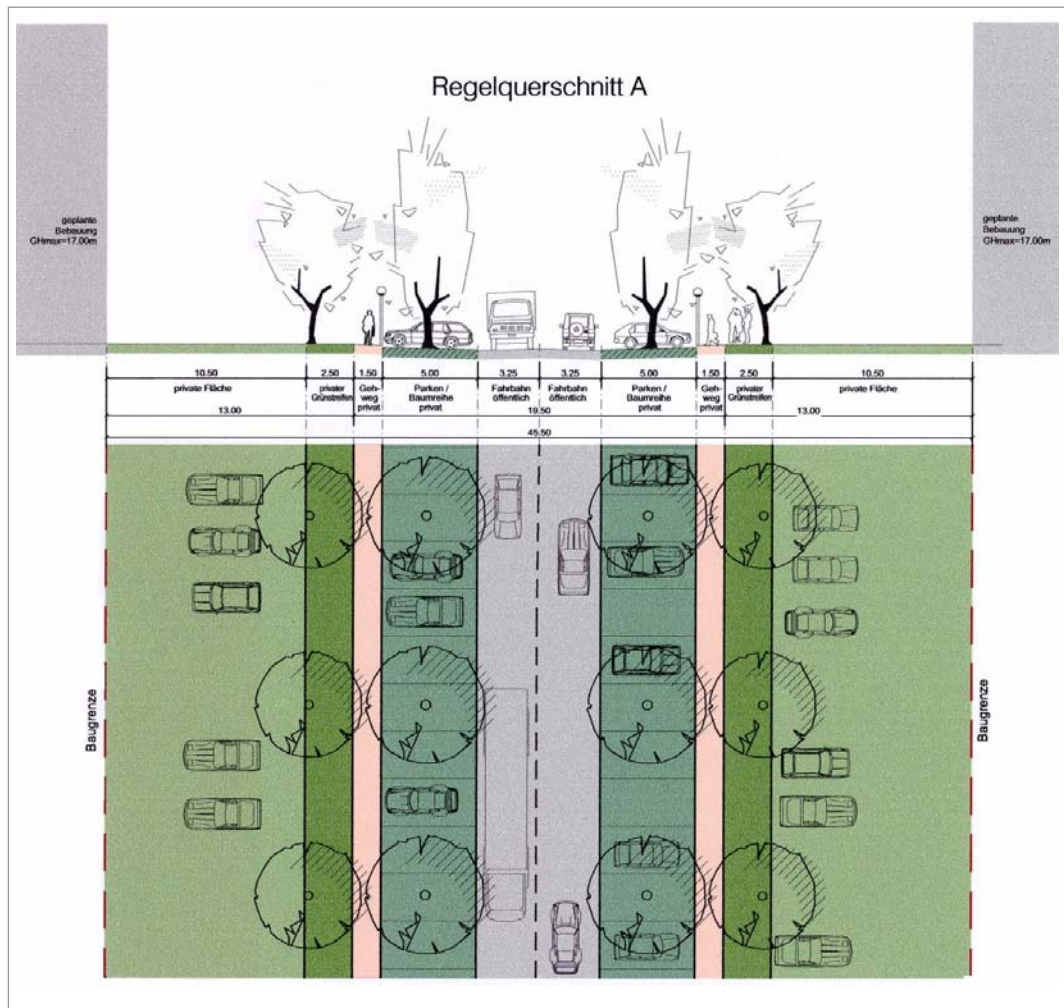 Regelquerschnitt A
geplante
Bebauung
GHmax=17.00m
geplante
Bebauung
GHmax=17.00m
10.50 2.50 1.50 5.00 3.25 3.25 5.00 1.50 2.50 10.50
private Fläche
privater
Grünstreifen
Geh-
weg
privat
Parken /
Baumreihe
privat
Fahrbahn
öffentlich
Fahrbahn
öffentlich
Parken /
Baumreihe
privat
Geh-
weg
privat
privater
Grünstreifen
private Fläche
13.00 19.50 13.00
45.50
Baugrenze
Baugrenze